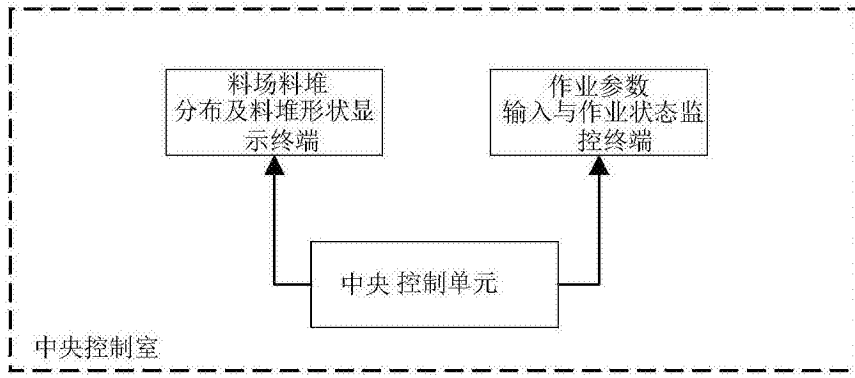 料场料堆
分布及料堆形状显
示终端
作业参数
输入与作业状态监
控终端
中央 控制单元
中央控制室